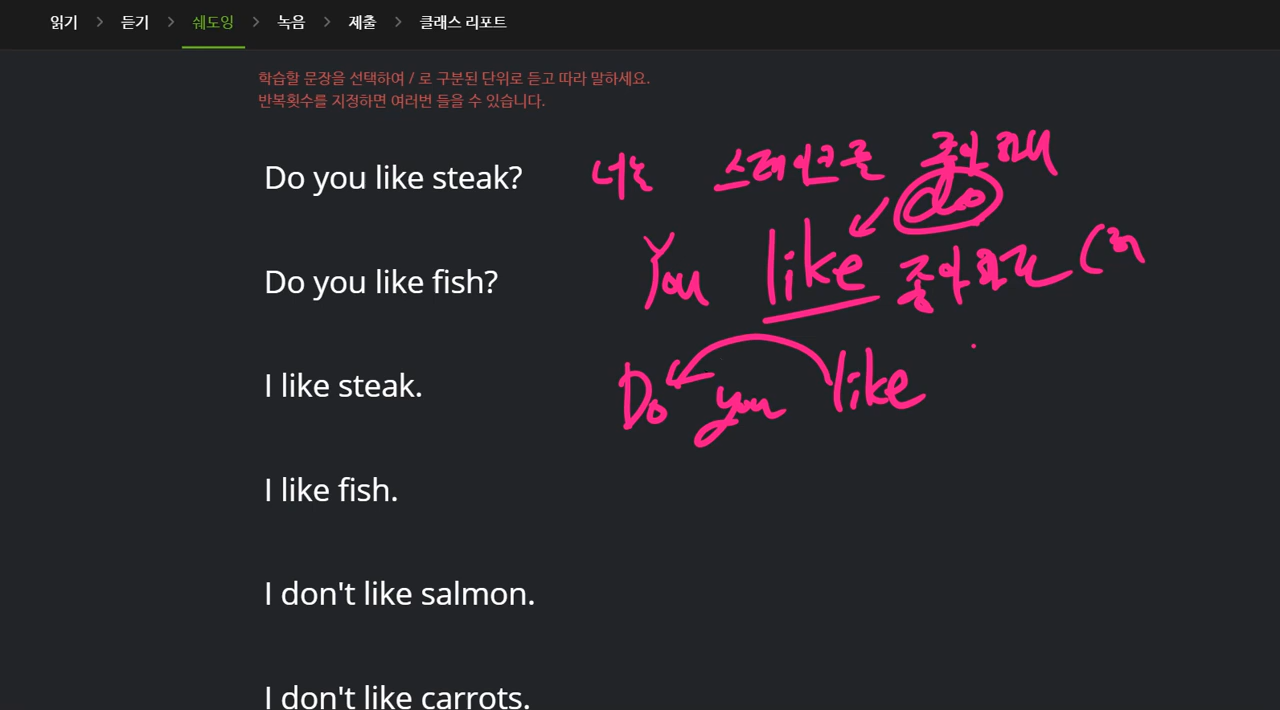 읽기 > 듣기 > 쉐도잉 > 녹음 > 제출 > 클래스 리포트
학습할 문장을 선택하여 / 로 구분된 단위로 듣고 따라 말하세요.
반복횟수를 지정하면 여러번 들을 수 있습니다.
Do you like steak? 너는 스테이크를 좋아하니
do
Do you like fish? You like 좋아하는
I like steak. Do you like
I like fish.
I don't like salmon.
I don't like carrots.